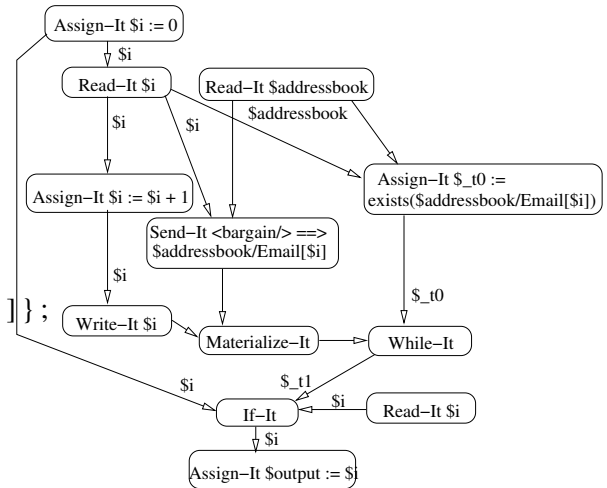 Assign−It $i := 0
$i
Read−It $i
Read−It $addressbook
$addressbook
$i
$i
Assign−It $i := $i + 1
Assign−It $_t0 :=
exists($addressbook/Email[$i])
Send−It <bargain/> ==>
$addressbook/Email[$i]
$i
$_t0
]};
Write−It $i
Materialize−It
While−It
$i
$_t1
$i
If−It
Read−It $i
$i
Assign−It $output := $i